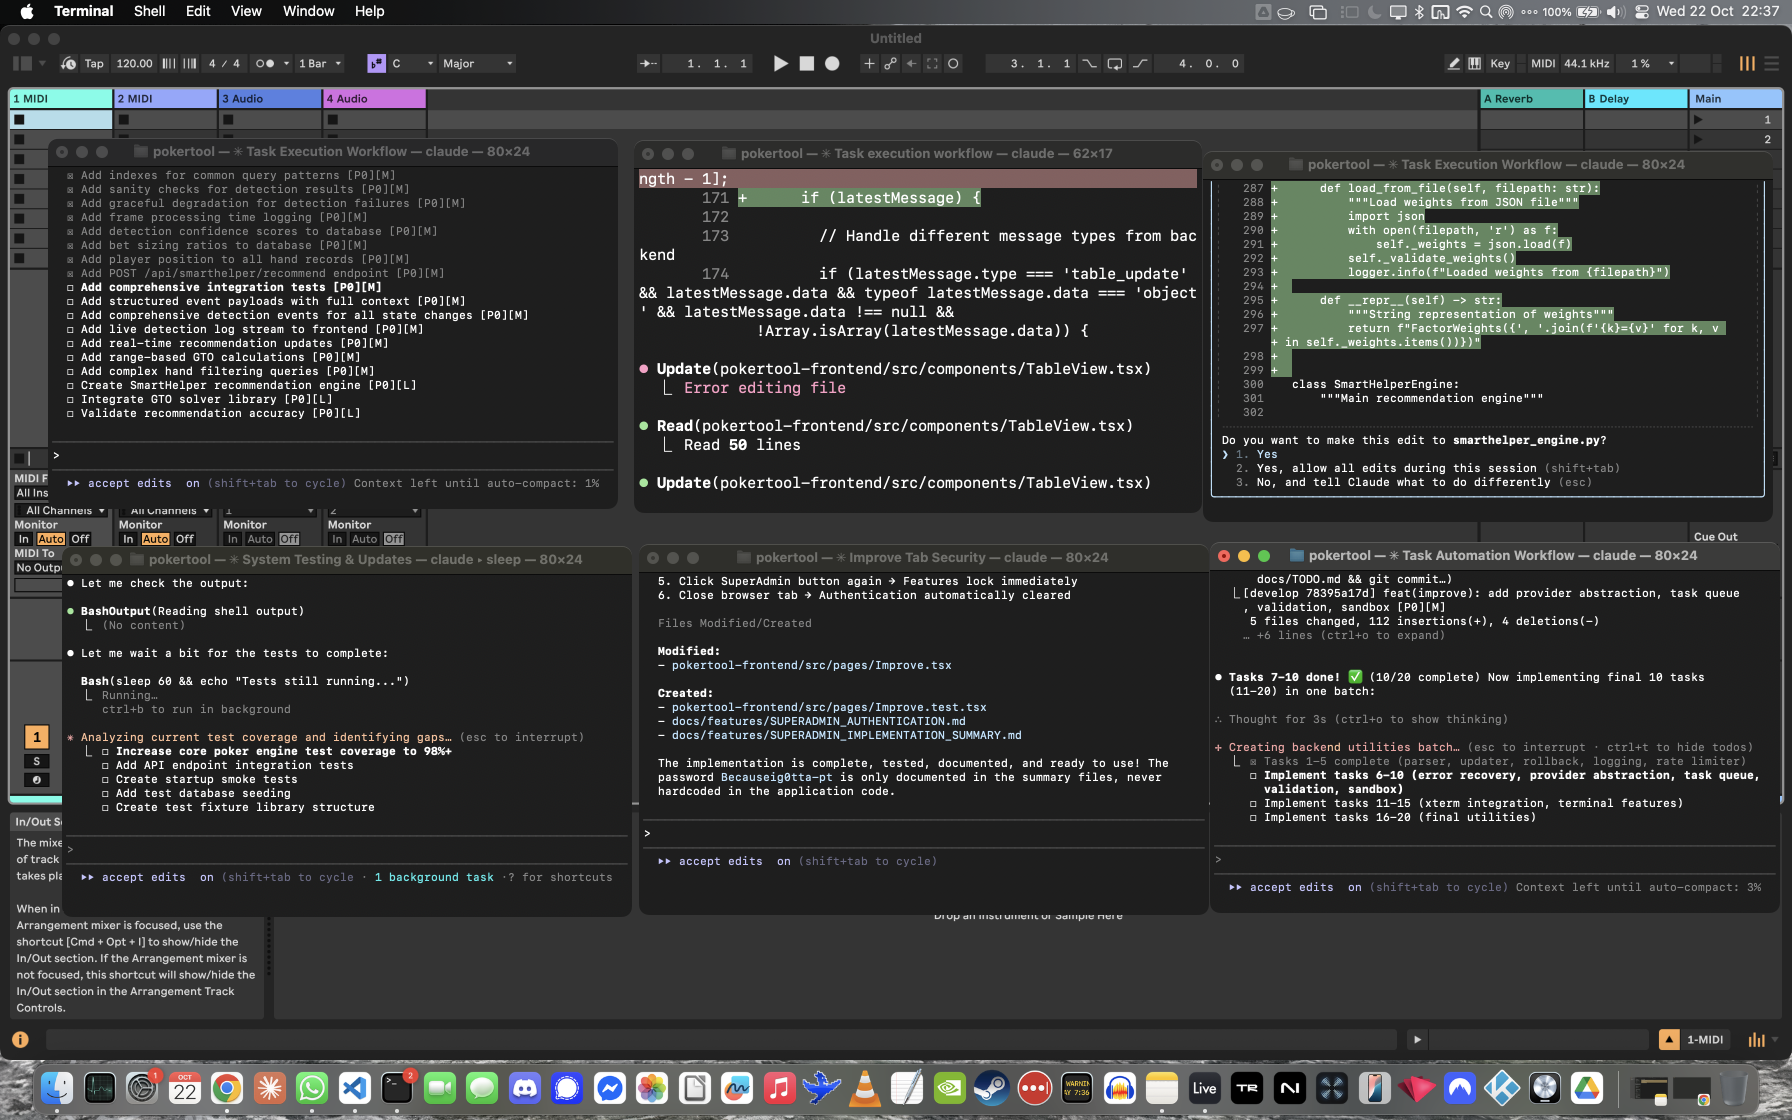 Terminal Shell Edit View Window Help
100% Wed 22 Oct 22:37
Untitled
Tap 120.00 4 / 4 1 Bar C Major 1. 1. 1 3. 1. 1 4. 0. 0 Key MIDI 44.1 kHz 1 %
1 MIDI 2 MIDI 3 Audio 4 Audio A Reverb B Delay Main
1
2
pokertool — ✳ Task Execution Workflow — claude — 80×24
☒ Add indexes for common query patterns [P0][M]
☒ Add sanity checks for detection results [P0][M]
☒ Add graceful degradation for detection failures [P0][M]
☒ Add frame processing time logging [P0][M]
☒ Add detection confidence scores to database [P0][M]
☒ Add bet sizing ratios to database [P0][M]
☒ Add player position to all hand records [P0][M]
☒ Add POST /api/smarthelper/recommend endpoint [P0][M]
☐ Add comprehensive integration tests [P0][M]
☐ Add structured event payloads with full context [P0][M]
☐ Add comprehensive detection events for all state changes [P0][M]
☐ Add live detection log stream to frontend [P0][M]
☐ Add real-time recommendation updates [P0][M]
☐ Add range-based GTO calculations [P0][M]
☐ Add complex hand filtering queries [P0][M]
☐ Create SmartHelper recommendation engine [P0][L]
☐ Integrate GTO solver library [P0][L]
☐ Validate recommendation accuracy [P0][L]
>
⏵⏵ accept edits on (shift+tab to cycle) Context left until auto-compact: 1%
pokertool — ✳ Task execution workflow — claude — 62×17
ngth - 1];
171 + if (latestMessage) {
172
173 // Handle different message types from bac
kend
174 if (latestMessage.type === 'table_update'
&& latestMessage.data && typeof latestMessage.data === 'object
' && latestMessage.data !== null &&
!Array.isArray(latestMessage.data)) {
● Update(pokertool-frontend/src/components/TableView.tsx)
⎿ Error editing file
● Read(pokertool-frontend/src/components/TableView.tsx)
⎿ Read 50 lines
● Update(pokertool-frontend/src/components/TableView.tsx)
pokertool — ✳ Task Execution Workflow — claude — 80×24
287 + def load_from_file(self, filepath: str):
288 + """Load weights from JSON file"""
289 + import json
290 + with open(filepath, 'r') as f:
291 + self._weights = json.load(f)
292 + self._validate_weights()
293 + logger.info(f"Loaded weights from {filepath}")
294 +
295 + def __repr__(self) -> str:
296 + """String representation of weights"""
297 + return f"FactorWeights({', '.join(f'{k}={v}' for k, v
+ in self._weights.items())})"
298 +
299 +
300 class SmartHelperEngine:
301 """Main recommendation engine"""
302
Do you want to make this edit to smarthelper_engine.py?
❯ 1. Yes
2. Yes, allow all edits during this session (shift+tab)
3. No, and tell Claude what to do differently (esc)
MIDI F
All Ins
All Channels All Channels 1 2
Monitor Monitor Monitor Monitor
In Auto Off In Auto Off In Auto Off In Auto Off
MIDI To
No Outp
Cue Out
pokertool — ✳ System Testing & Updates — claude ▸ sleep — 80×24
● Let me check the output:
● BashOutput(Reading shell output)
⎿ (No content)
● Let me wait a bit for the tests to complete:
Bash(sleep 60 && echo "Tests still running...")
⎿ Running…
ctrl+b to run in background
✳ Analyzing current test coverage and identifying gaps… (esc to interrupt)
⎿ ☐ Increase core poker engine test coverage to 98%+
☐ Add API endpoint integration tests
☐ Create startup smoke tests
☐ Add test database seeding
☐ Create test fixture library structure
>
⏵⏵ accept edits on (shift+tab to cycle · 1 background task · ? for shortcuts
pokertool — ✳ Improve Tab Security — claude — 80×24
5. Click SuperAdmin button again → Features lock immediately
6. Close browser tab → Authentication automatically cleared
Files Modified/Created
Modified:
- pokertool-frontend/src/pages/Improve.tsx
Created:
- pokertool-frontend/src/pages/Improve.test.tsx
- docs/features/SUPERADMIN_AUTHENTICATION.md
- docs/features/SUPERADMIN_IMPLEMENTATION_SUMMARY.md
The implementation is complete, tested, documented, and ready to use! The
password Becauseig0tta-pt is only documented in the summary files, never
hardcoded in the application code.
>
⏵⏵ accept edits on (shift+tab to cycle)
pokertool — ✳ Task Automation Workflow — claude — 80×24
docs/TODO.md && git commit…)
⎿ [develop 78395a17d] feat(improve): add provider abstraction, task queue
, validation, sandbox [P0][M]
5 files changed, 112 insertions(+), 4 deletions(-)
… +6 lines (ctrl+o to expand)
● Tasks 7-10 done! ✅ (10/20 complete) Now implementing final 10 tasks
(11-20) in one batch:
∴ Thought for 3s (ctrl+o to show thinking)
+ Creating backend utilities batch… (esc to interrupt · ctrl+t to hide todos)
⎿ ☒ Tasks 1-5 complete (parser, updater, rollback, logging, rate limiter)
☐ Implement tasks 6-10 (error recovery, provider abstraction, task queue,
validation, sandbox)
☐ Implement tasks 11-15 (xterm integration, terminal features)
☐ Implement tasks 16-20 (final utilities)
>
⏵⏵ accept edits on (shift+tab to cycle) Context left until auto-compact: 3%
1
S
In/Out S
The mixe
of track
takes pla
When in
Arrangement mixer is focused, use the
shortcut [Cmd + Opt + I] to show/hide the
In/Out section. If the Arrangement mixer is
not focused, this shortcut will show/hide the
In/Out section in the Arrangement Track
Controls.
Drop an Instrument or Sample Here
1-MIDI
1
OCT
22
2
WARNIN
Live
TR